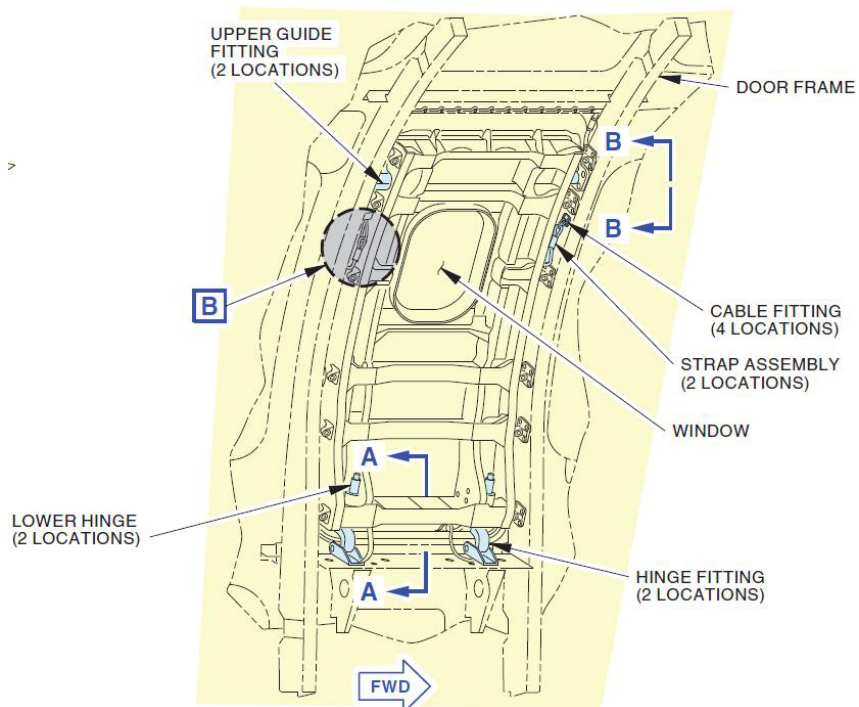 UPPER GUIDE
FITTING
(2 LOCATIONS)
DOOR FRAME
B
B
B
CABLE FITTING
(4 LOCATIONS)
STRAP ASSEMBLY
(2 LOCATIONS)
WINDOW
A
LOWER HINGE
(2 LOCATIONS)
HINGE FITTING
(2 LOCATIONS)
A
FWD